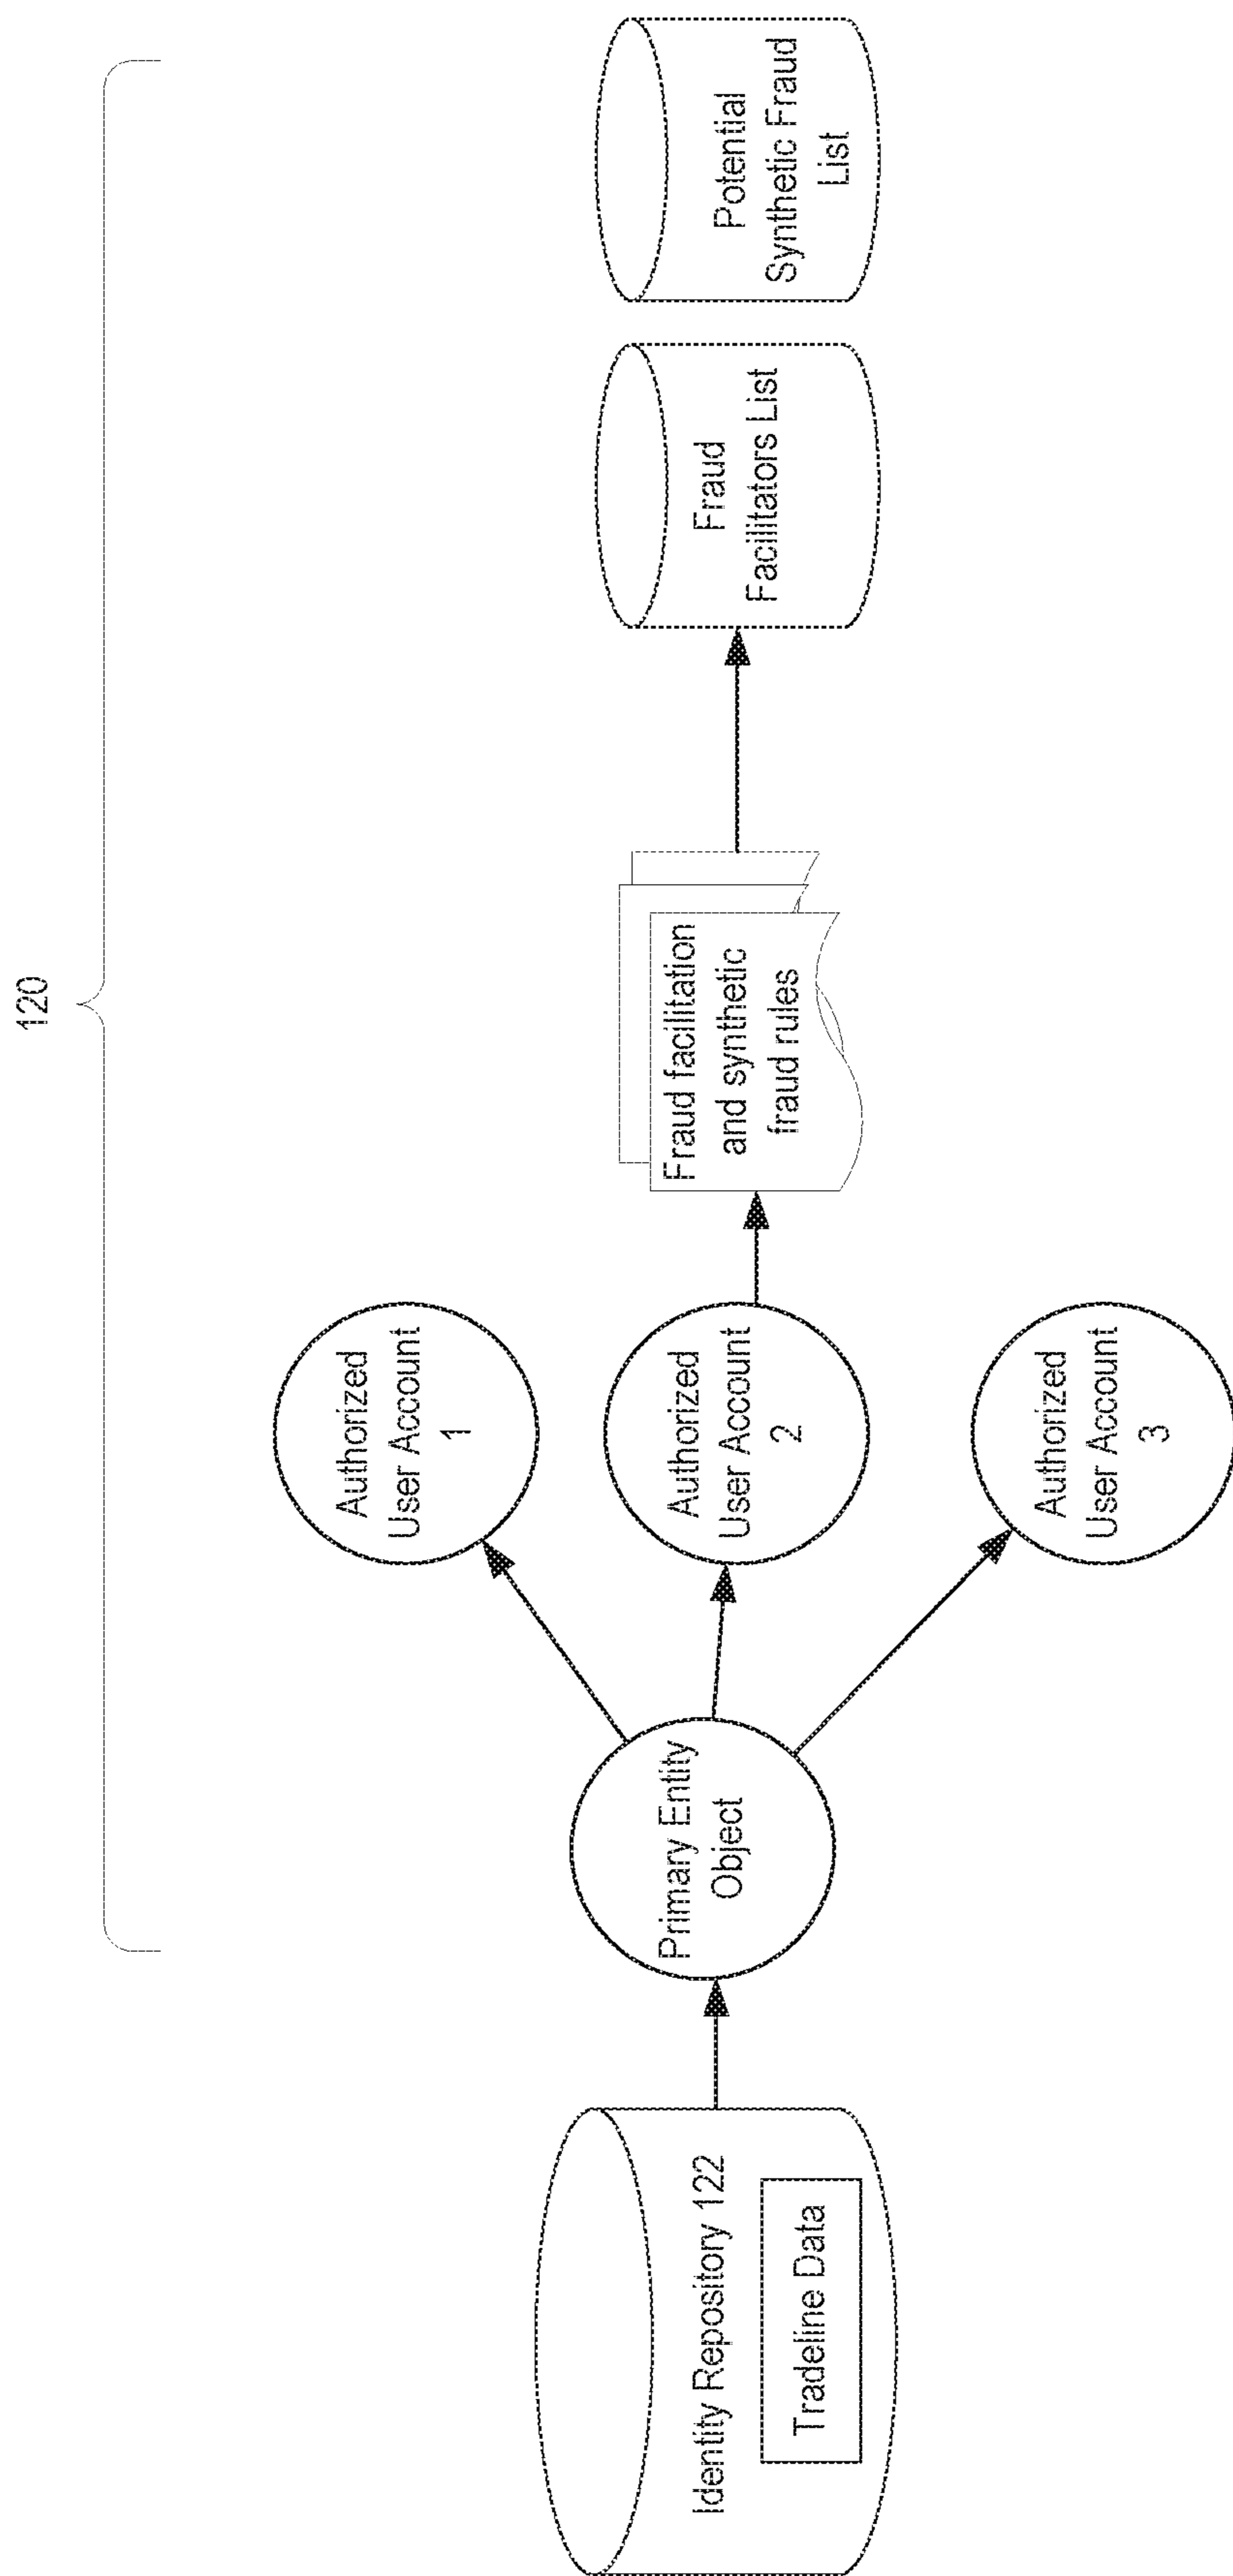 120
Identity Repository 122
Tradeline Data
Primary Entity
Object
Authorized
User Account
1
Authorized
User Account
2
Authorized
User Account
3
Fraud facilitation
and synthetic
fraud rules
Fraud
Facilitators List
Potential
Synthetic Fraud
List